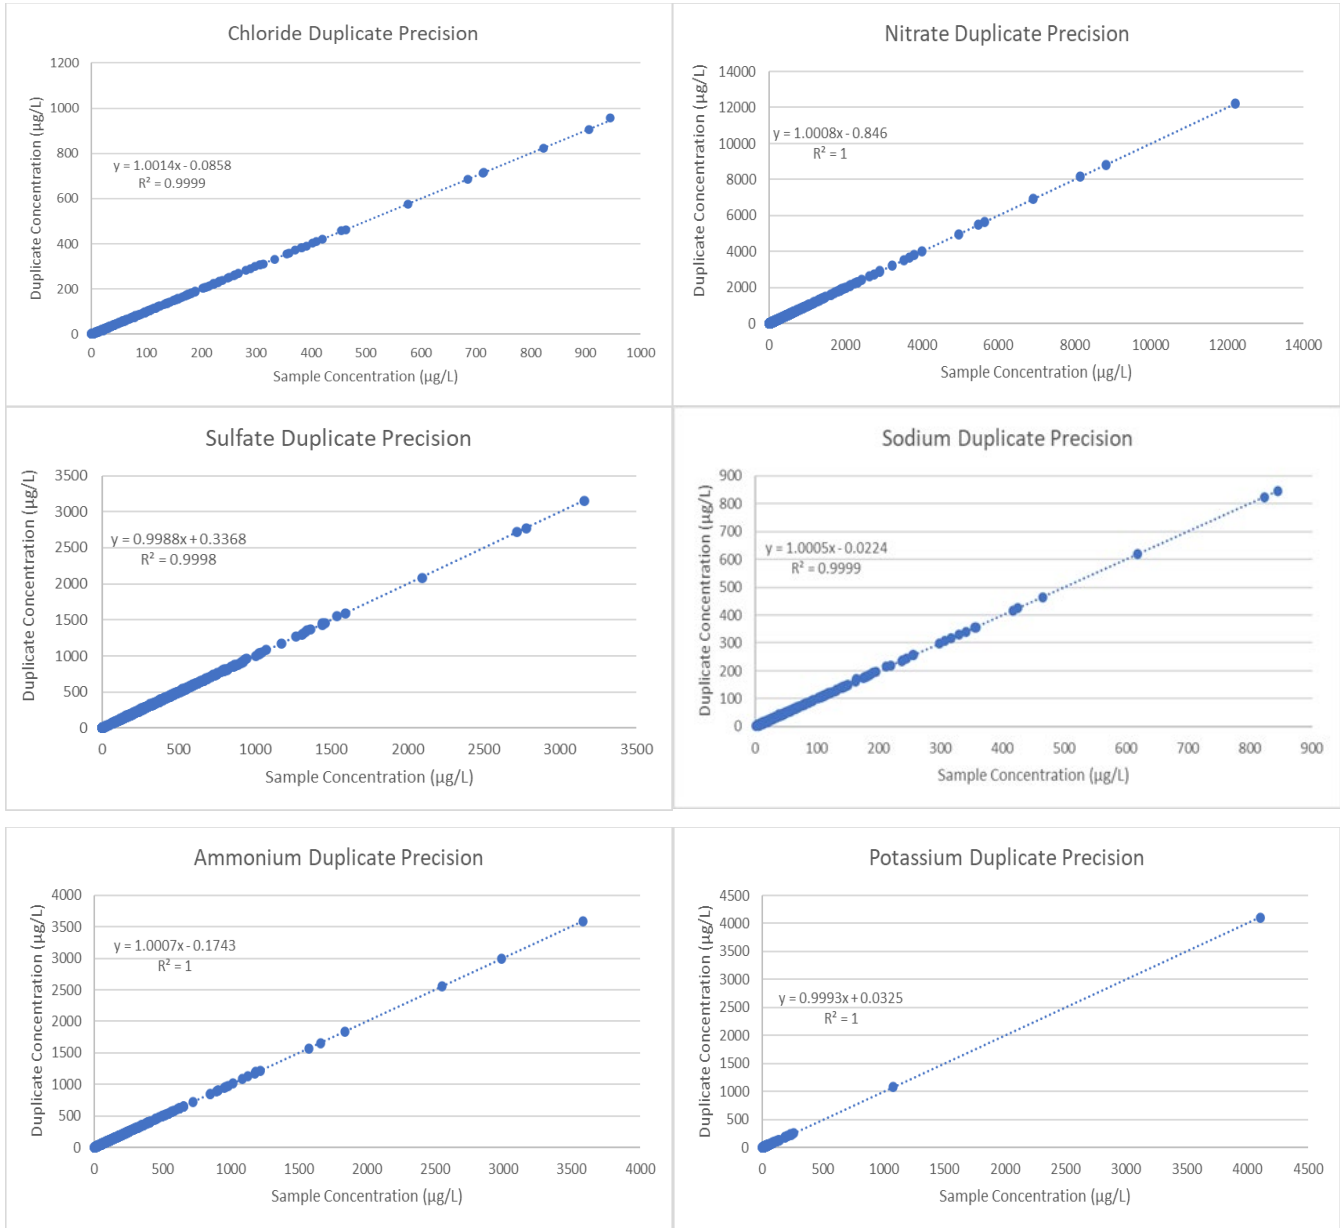 Chloride Duplicate Precision
Duplicate Concentration (µg/L)
1200
1000
800
600
400
200
0
y = 1.0014x - 0.0858
R² = 0.9999
0 100 200 300 400 500 600 700 800 900 1000
Sample Concentration (µg/L)
Nitrate Duplicate Precision
Duplicate Concentration (µg/L)
14000
12000
10000
8000
6000
4000
2000
0
y = 1.0008x - 0.846
R² = 1
0 2000 4000 6000 8000 10000 12000 14000
Sample Concentration (µg/L)
Sulfate Duplicate Precision
Duplicate Concentration (µg/L)
3500
3000
2500
2000
1500
1000
500
0
y = 0.9988x + 0.3368
R² = 0.9998
0 500 1000 1500 2000 2500 3000 3500
Sample Concentration (µg/L)
Sodium Duplicate Precision
Duplicate Concentration (µg/L)
900
800
700
600
500
400
300
200
100
0
y = 1.0005x - 0.0224
R² = 0.9999
0 100 200 300 400 500 600 700 800 900
Sample Concentration (µg/L)
Ammonium Duplicate Precision
Duplicate Concentration (µg/L)
4000
3500
3000
2500
2000
1500
1000
500
0
y = 1.0007x - 0.1743
R² = 1
0 500 1000 1500 2000 2500 3000 3500 4000
Sample Concentration (µg/L)
Potassium Duplicate Precision
Duplicate Concentration (µg/L)
4500
4000
3500
3000
2500
2000
1500
1000
500
0
y = 0.9993x + 0.0325
R² = 1
0 500 1000 1500 2000 2500 3000 3500 4000 4500
Sample Concentration (µg/L)